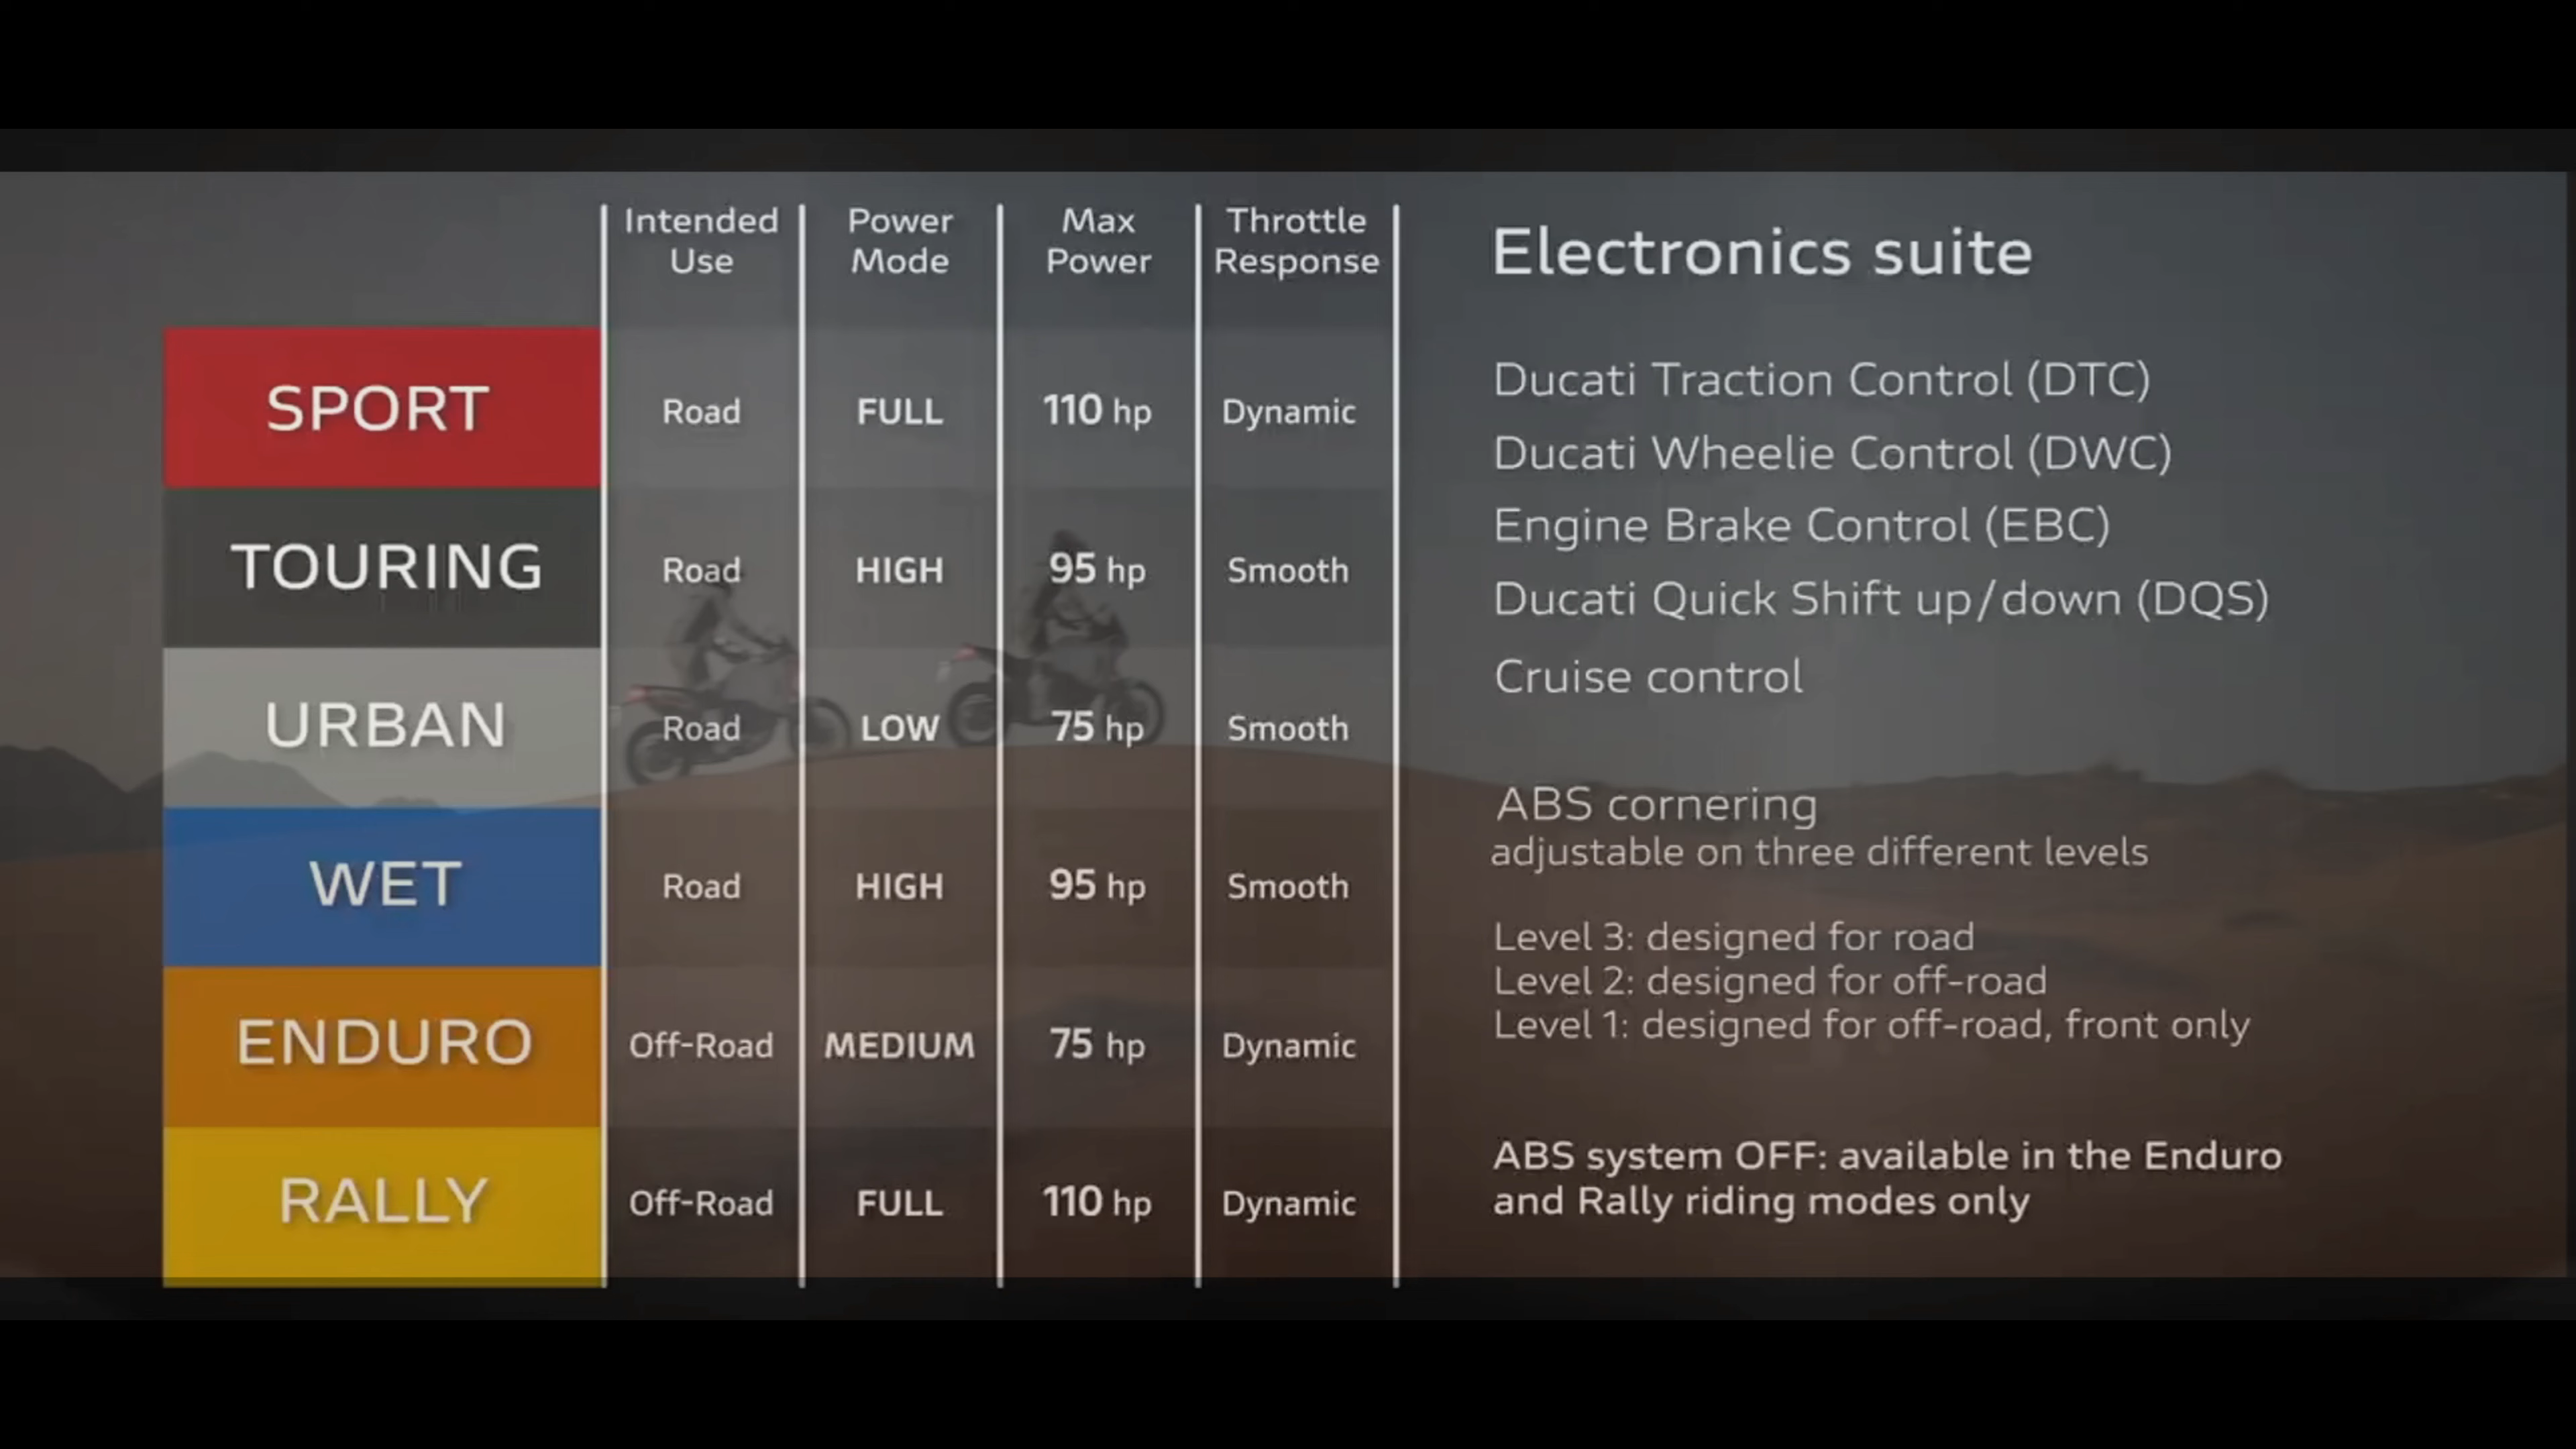 Intended Use
Power Mode
Max Power
Throttle Response
SPORT
Road
FULL
110 hp
Dynamic
TOURING
Road
HIGH
95 hp
Smooth
URBAN
Road
LOW
75 hp
Smooth
WET
Road
HIGH
95 hp
Smooth
ENDURO
Off-Road
MEDIUM
75 hp
Dynamic
RALLY
Off-Road
FULL
110 hp
Dynamic
Electronics suite
Ducati Traction Control (DTC)
Ducati Wheelie Control (DWC)
Engine Brake Control (EBC)
Ducati Quick Shift up/down (DQS)
Cruise control
ABS cornering
adjustable on three different levels
Level 3: designed for road
Level 2: designed for off-road
Level 1: designed for off-road, front only
ABS system OFF: available in the Enduro
and Rally riding modes only